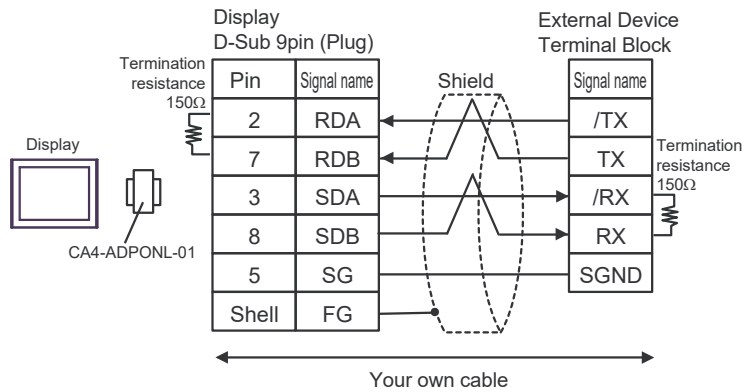 Display
D-Sub 9pin (Plug)
External Device
Terminal Block
Termination
resistance
150Ω
Pin
Signal name
Shield
Signal name
2
RDA
/TX
Display
7
RDB
TX
Termination
resistance
150Ω
3
SDA
/RX
CA4-ADPONL-01
8
SDB
RX
5
SG
SGND
Shell
FG
Your own cable